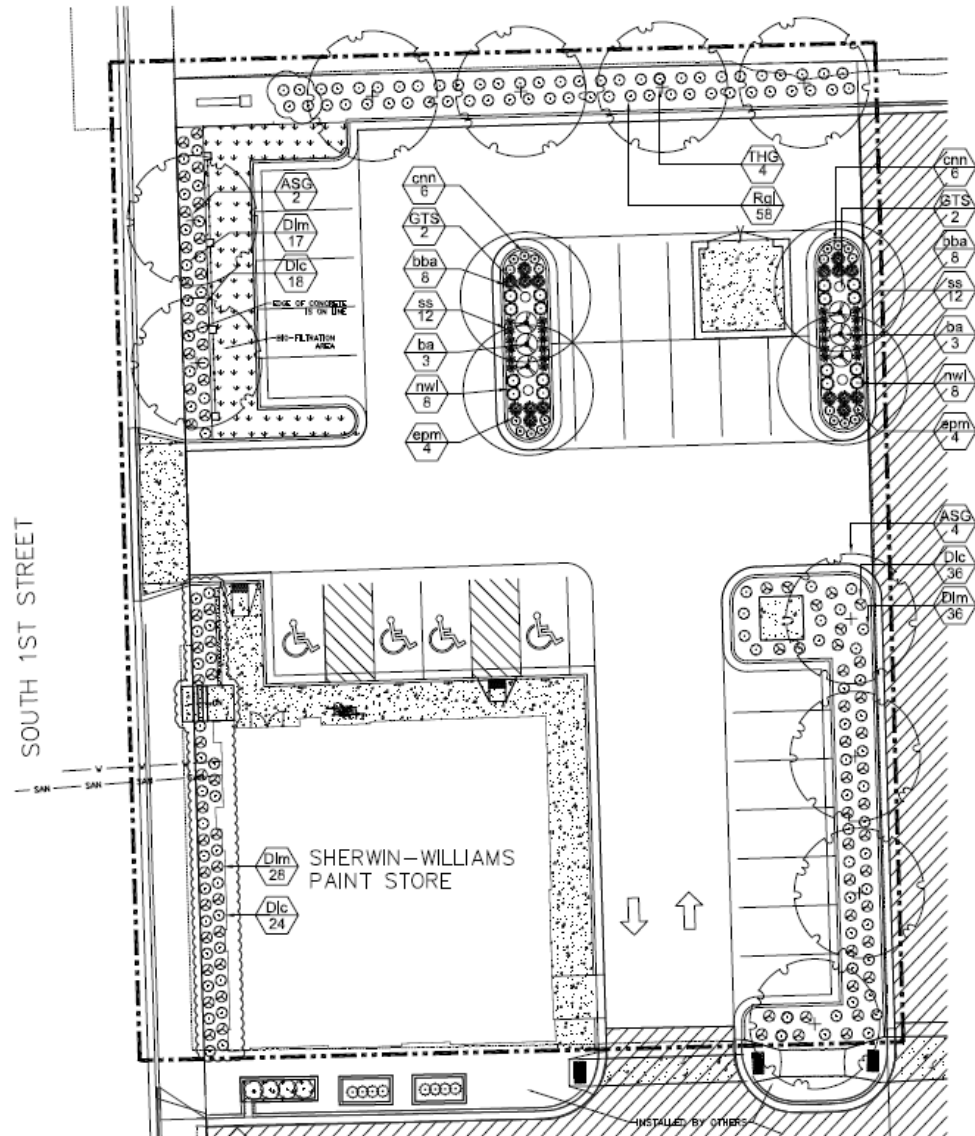 THG
4
Rgl
58
ASG
2
Dlm
17
Dlc
18
EDGE OF CONCRETE
IS ON LINE
BIO-FILTRATION
AREA
cnn
6
GTS
2
bba
8
ss
12
ba
3
nwl
8
epm
4
cnn
6
GTS
2
bba
8
ss
12
ba
3
nwl
8
epm
4
ASG
4
Dlc
36
Dlm
36
SOUTH 1ST STREET
W
SAN SAN SAN SAN
Dlm
28
Dlc
24
SHERWIN-WILLIAMS
PAINT STORE
INSTALLED BY OTHERS